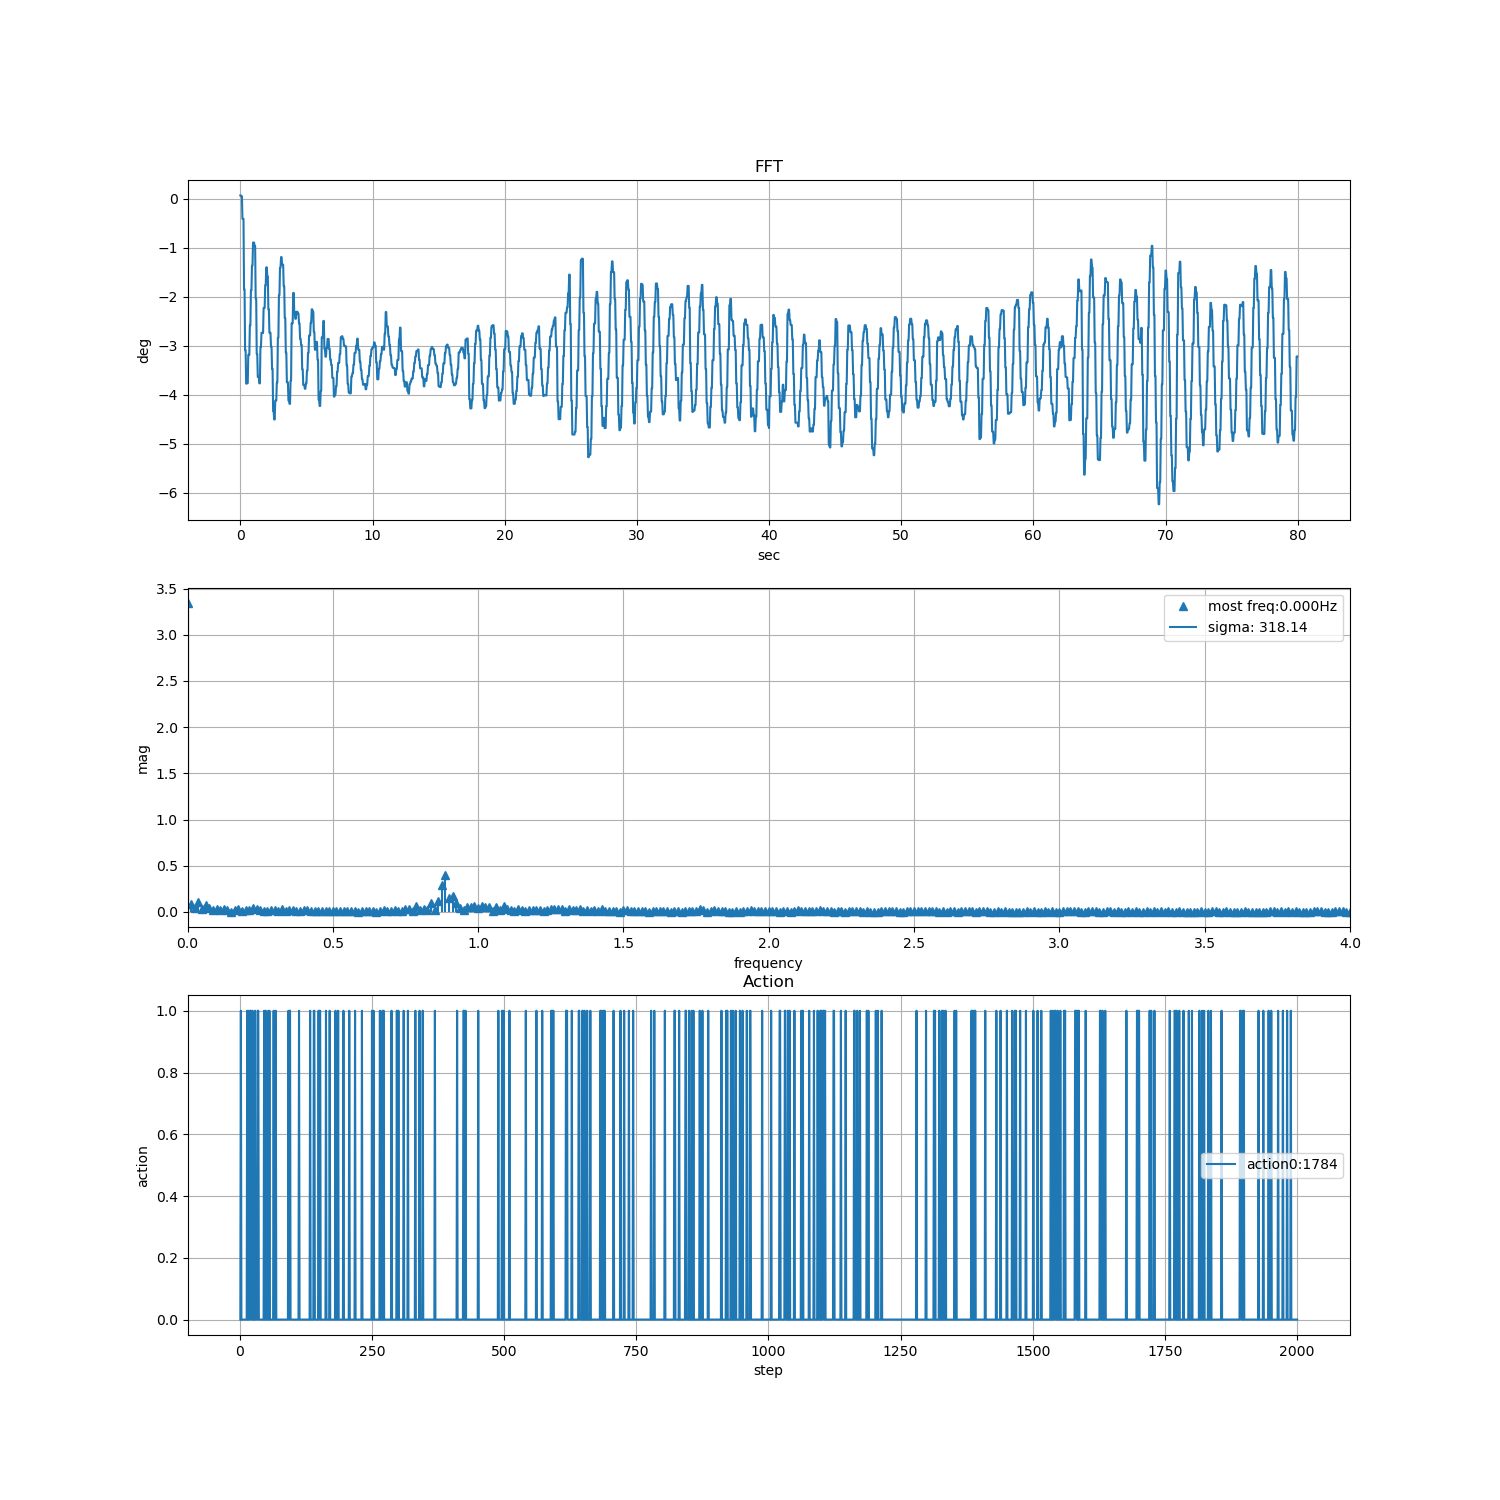 FFT
0
−1
−2
−3
−4
−5
−6
deg
0 10 20 30 40 50 60 70 80
sec
3.5
3.0
2.5
2.0
1.5
1.0
0.5
0.0
mag
most freq:0.000Hz
sigma: 318.14
0.0 0.5 1.0 1.5 2.0 2.5 3.0 3.5 4.0
frequency
Action
1.0
0.8
0.6
0.4
0.2
0.0
action
action0:1784
0 250 500 750 1000 1250 1500 1750 2000
step